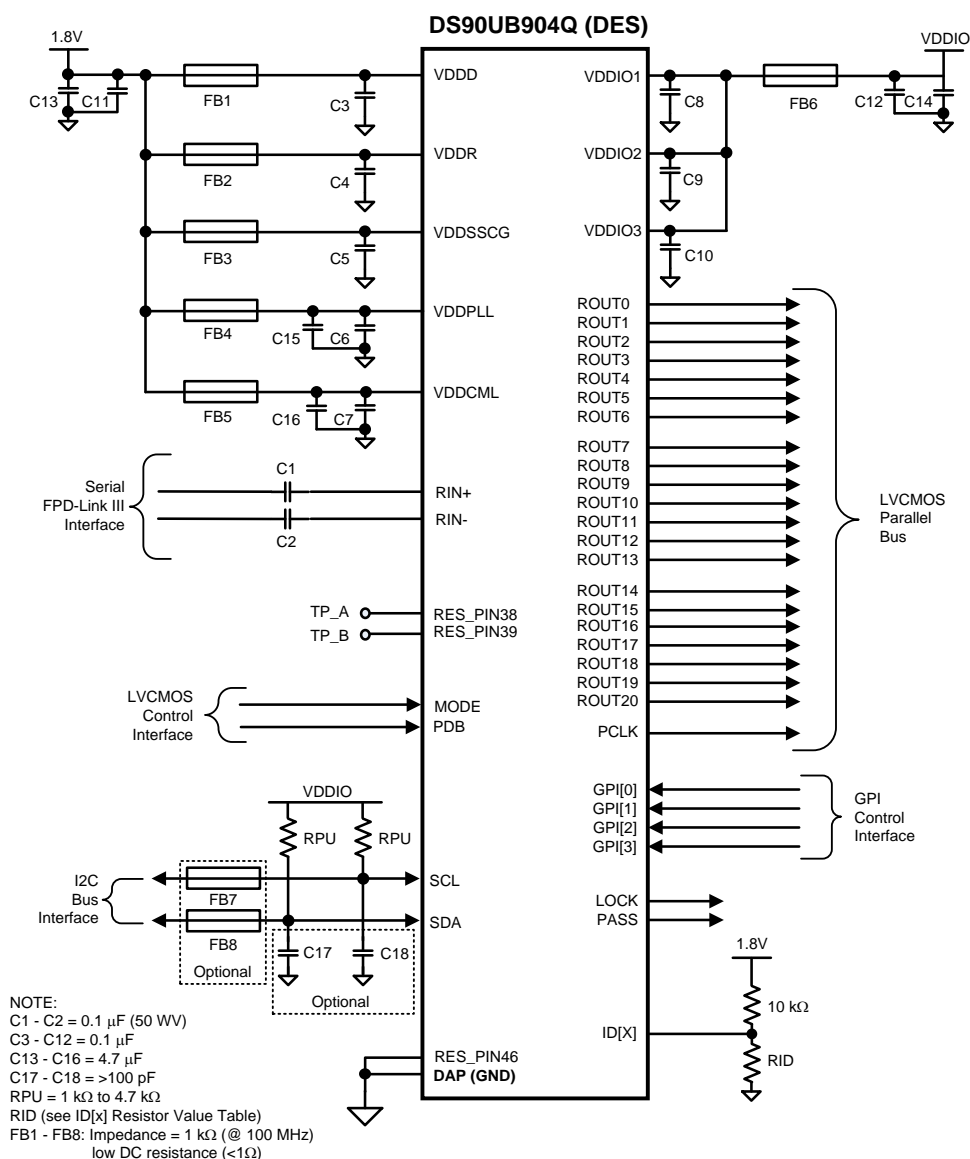 DS90UB904Q (DES)
1.8V
VDDIO
C13
C11
FB1
C3
VDDD
VDDIO1
C8
FB6
C12
C14
FB2
C4
VDDR
VDDIO2
C9
FB3
C5
VDDSSCG
VDDIO3
C10
FB4
C15
C6
VDDPLL
FB5
C16
C7
VDDCML
ROUT0
ROUT1
ROUT2
ROUT3
ROUT4
ROUT5
ROUT6
ROUT7
ROUT8
ROUT9
ROUT10
ROUT11
ROUT12
ROUT13
ROUT14
ROUT15
ROUT16
ROUT17
ROUT18
ROUT19
ROUT20
PCLK
LVCMOS
Parallel
Bus
Serial
FPD-Link III
Interface
C1
C2
RIN+
RIN-
TP_A
TP_B
RES_PIN38
RES_PIN39
LVCMOS
Control
Interface
MODE
PDB
GPI[0]
GPI[1]
GPI[2]
GPI[3]
GPI
Control
Interface
VDDIO
RPU
RPU
I2C
Bus
Interface
FB7
FB8
Optional
SCL
SDA
C17
C18
Optional
LOCK
PASS
1.8V
10 kΩ
ID[X]
RID
RES_PIN46
DAP (GND)
NOTE:
C1 - C2 = 0.1 μF (50 WV)
C3 - C12 = 0.1 μF
C13 - C16 = 4.7 μF
C17 - C18 = >100 pF
RPU = 1 kΩ to 4.7 kΩ
RID (see ID[x] Resistor Value Table)
FB1 - FB8: Impedance = 1 kΩ (@ 100 MHz)
low DC resistance (<1Ω)